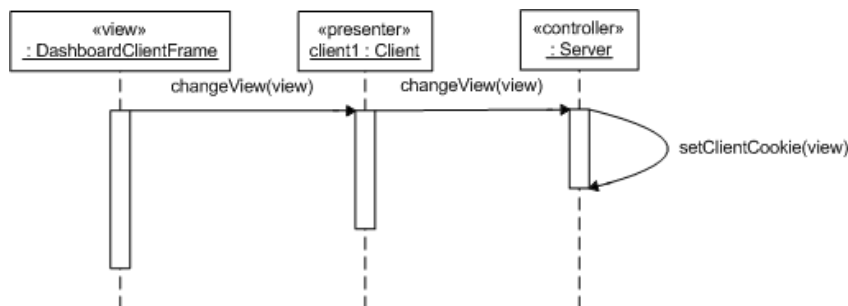 «view»
: DashboardClientFrame
«presenter»
client1 : Client
«controller»
: Server
changeView(view)
changeView(view)
setClientCookie(view)